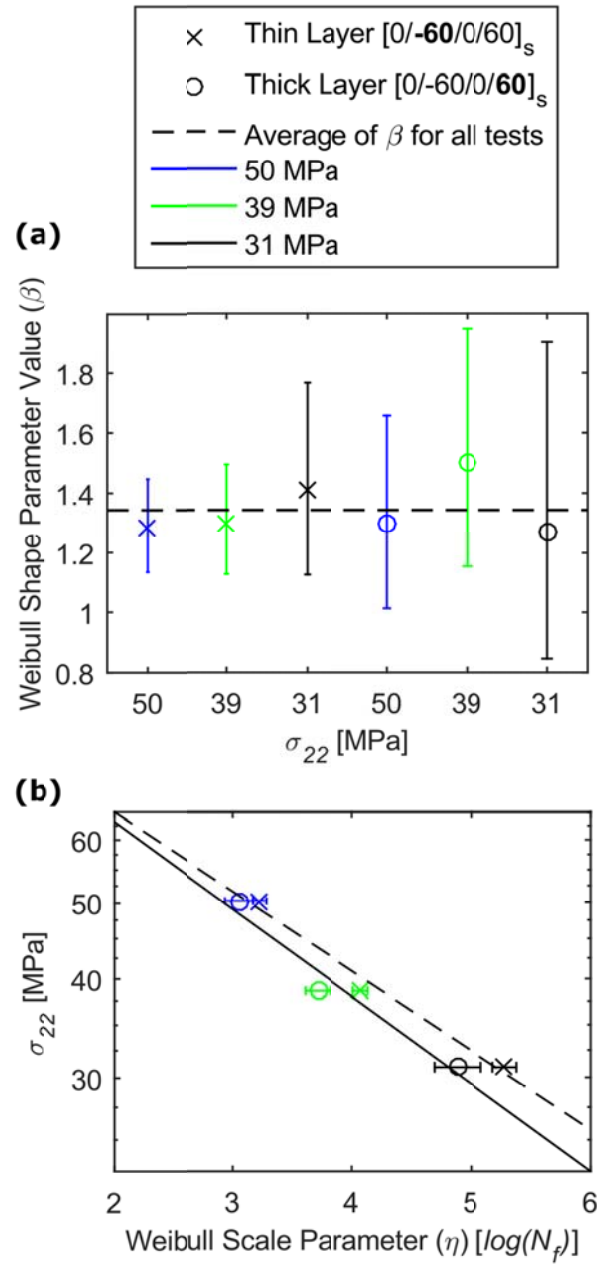 Thin Layer [0/-60/0/60]s
Thick Layer [0/-60/0/60]s
Average of β for all tests
50 MPa
39 MPa
31 MPa
(a)
Weibull Shape Parameter Value (β)
1.8
1.6
1.4
1.2
1
0.8
50 39 31 50 39 31
σ22 [MPa]
(b)
σ22 [MPa]
60
50
40
30
2 3 4 5 6
Weibull Scale Parameter (η) [log(Nf)]